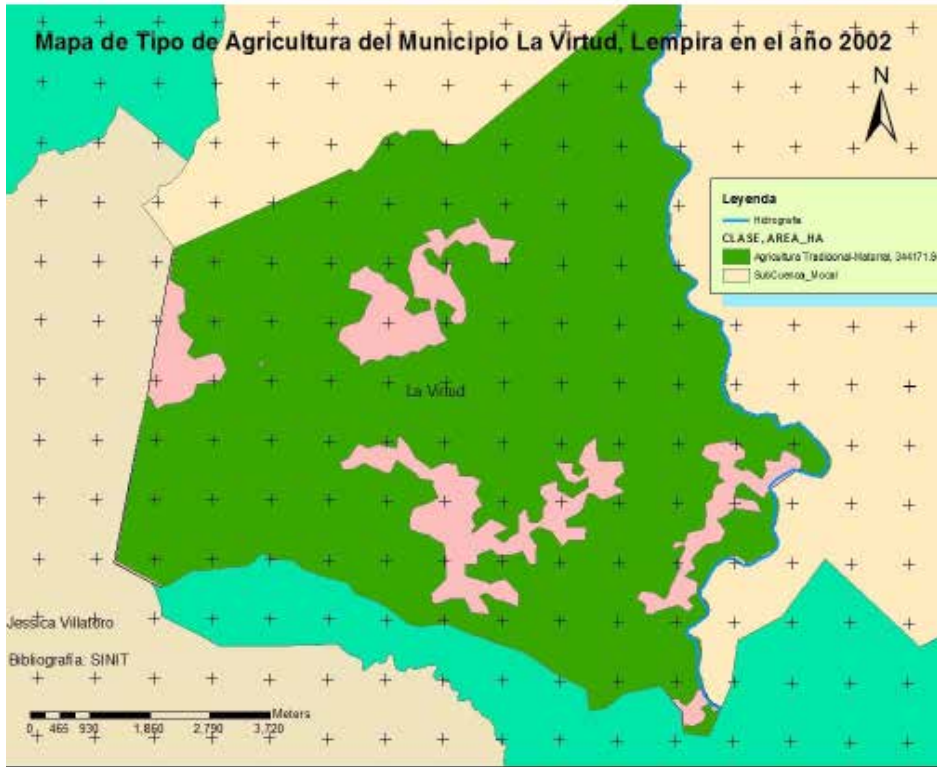 Mapa de Tipo de Agricultura del Municipio La Virtud, Lempira en el año 2002
N
Leyenda
Hidrografia
CLASE, AREA_HA
Agricultura Tradicional-Matorral, 344171.9
SubCuenca_Mocal
La Virtud
Jessica Villatoro
Bibliografía: SINIT
Meters
0 465 930 1,860 2,790 3,720